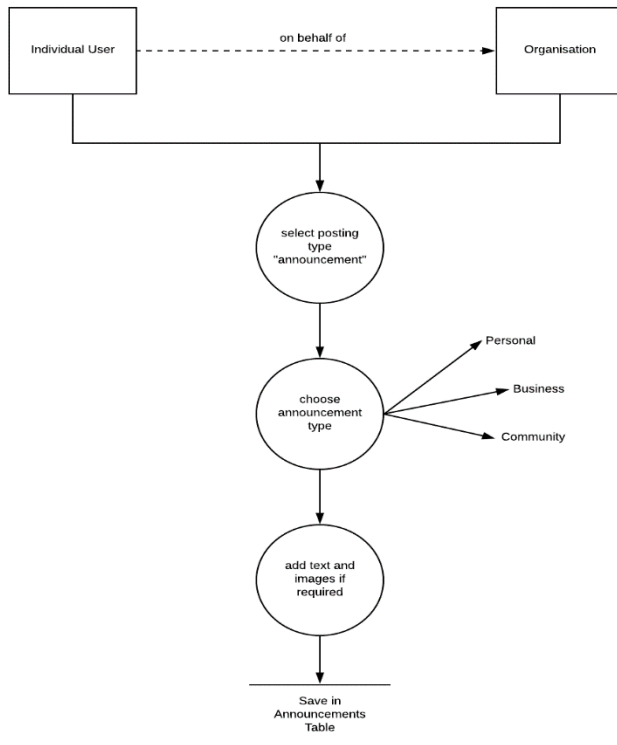 Individual User
on behalf of
Organisation
select posting
type
"announcement"
choose
announcement
type
Personal
Business
Community
add text and
images if
required
Save in
Announcements
Table